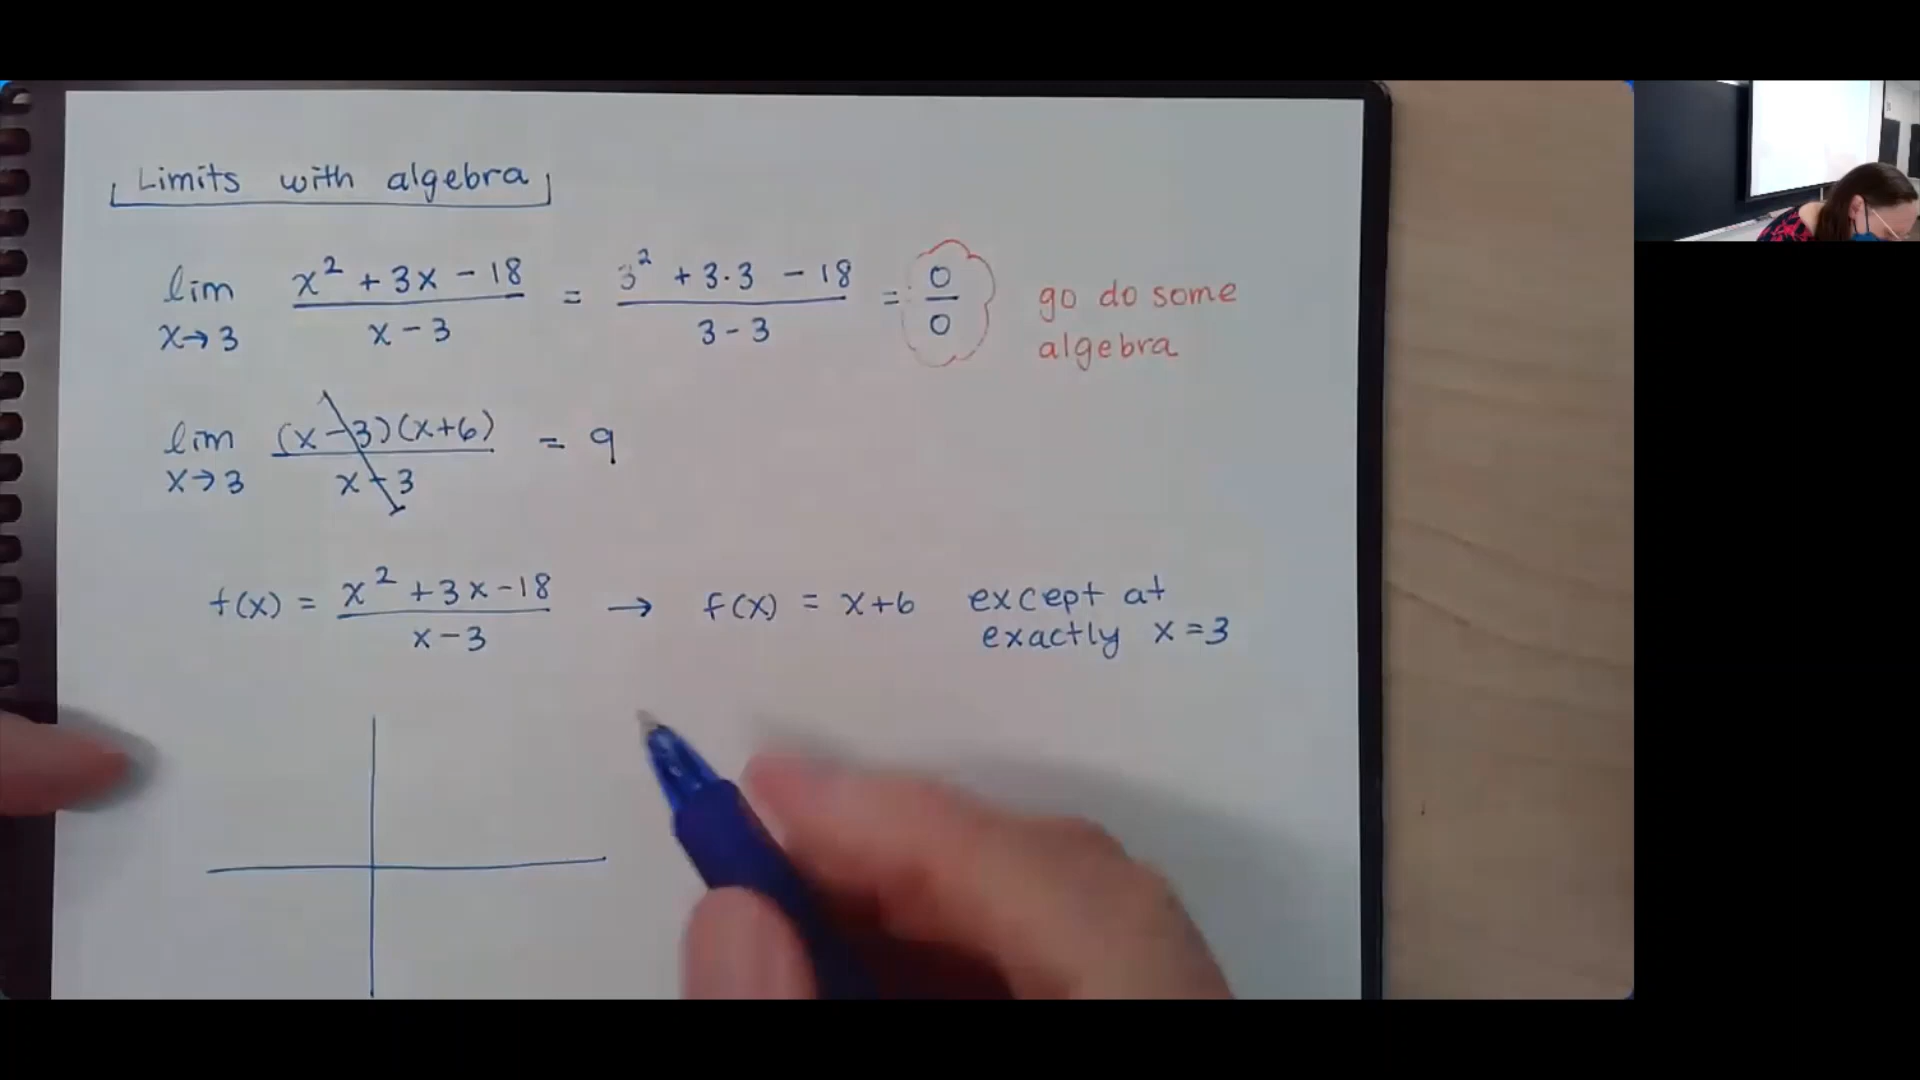 Limits with algebra
lim x→3 (x² + 3x - 18)/(x - 3) = (3² + 3·3 - 18)/(3 - 3) = 0/0 go do some
algebra
lim x→3 ((x-3)(x+6))/(x-3) = 9
f(x) = (x² + 3x - 18)/(x - 3) → f(x) = x+6 except at
exactly x = 3